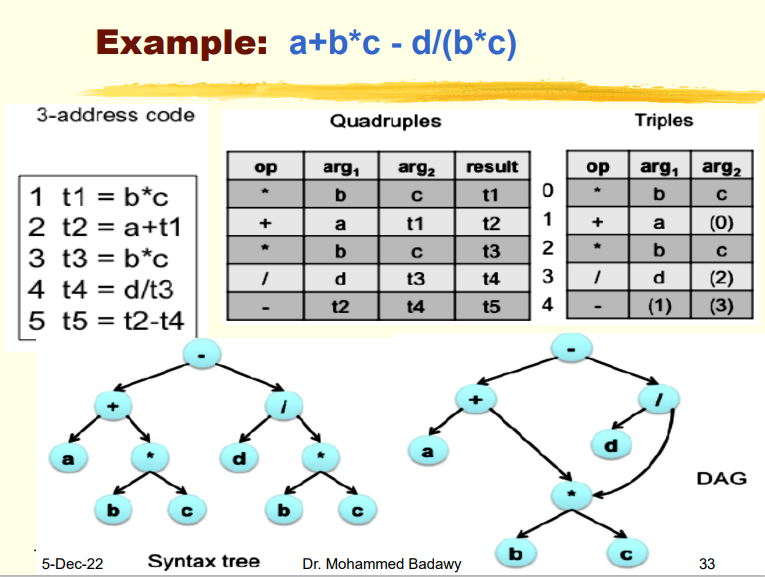 Example: a+b*c - d/(b*c)
3-address code
1 t1 = b*c
2 t2 = a+t1
3 t3 = b*c
4 t4 = d/t3
5 t5 = t2-t4
Quadruples
op arg1 arg2 result
* b c t1
+ a t1 t2
* b c t3
/ d t3 t4
- t2 t4 t5
Triples
op arg1 arg2
0 * b c
1 + a (0)
2 * b c
3 / d (2)
4 - (1) (3)
-
+ /
a * d *
b c b c
Syntax tree
-
+ /
a d
*
b c
DAG
5-Dec-22
Dr. Mohammed Badawy
33